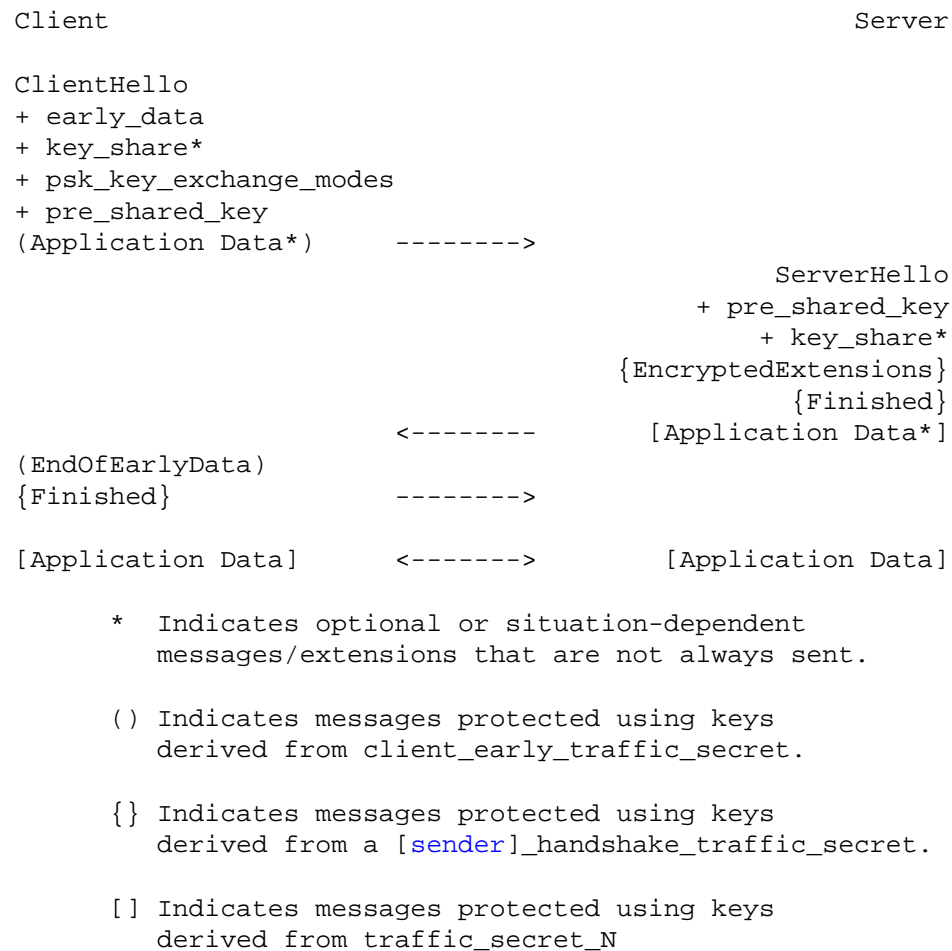 Client                                               Server

ClientHello
+ early_data
+ key_share*
+ psk_key_exchange_modes
+ pre_shared_key
(Application Data*)     -------->
                                                ServerHello
                                           + pre_shared_key
                                               + key_share*
                                      {EncryptedExtensions}
                                                 {Finished}
                        <--------       [Application Data*]
(EndOfEarlyData)
{Finished}              -------->

[Application Data]      <------->        [Application Data]

      *  Indicates optional or situation-dependent
         messages/extensions that are not always sent.

      () Indicates messages protected using keys
         derived from client_early_traffic_secret.

      {} Indicates messages protected using keys
         derived from a [sender]_handshake_traffic_secret.

      [] Indicates messages protected using keys
         derived from traffic_secret_N